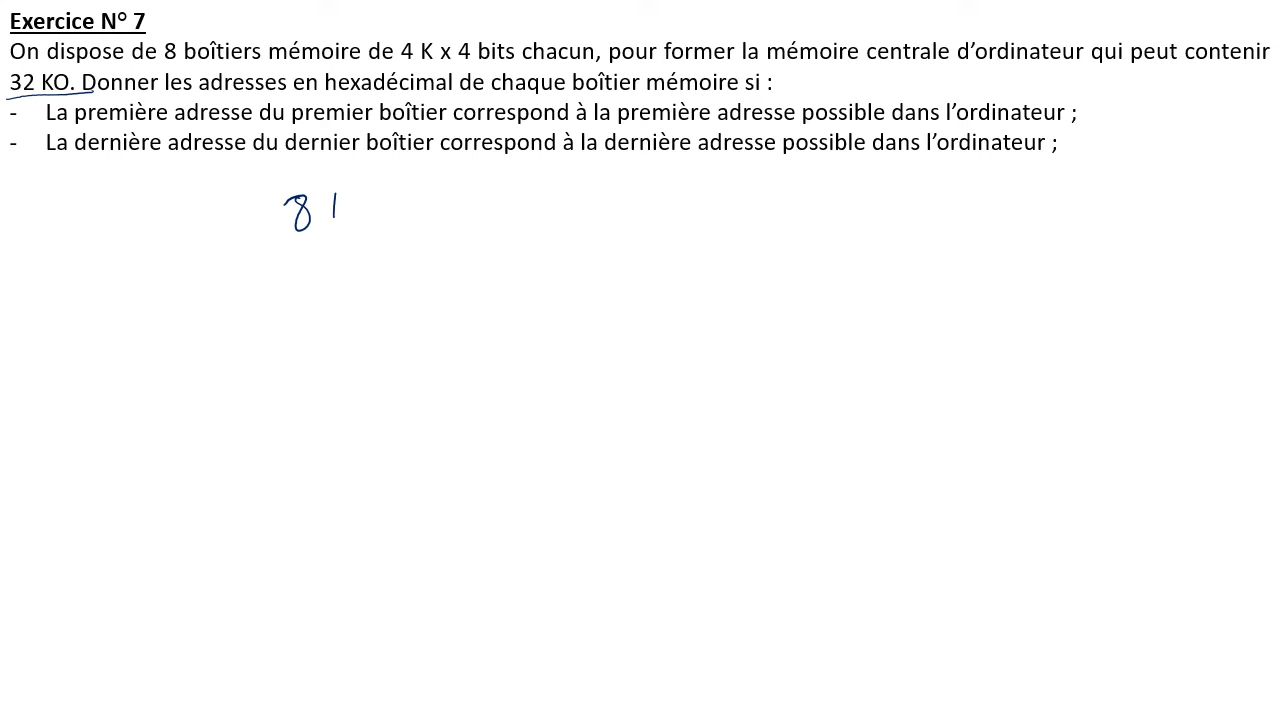 Exercice N° 7
On dispose de 8 boîtiers mémoire de 4 K x 4 bits chacun, pour former la mémoire centrale d’ordinateur qui peut contenir
32 KO. Donner les adresses en hexadécimal de chaque boîtier mémoire si :
- La première adresse du premier boîtier correspond à la première adresse possible dans l’ordinateur ;
- La dernière adresse du dernier boîtier correspond à la dernière adresse possible dans l’ordinateur ;
8